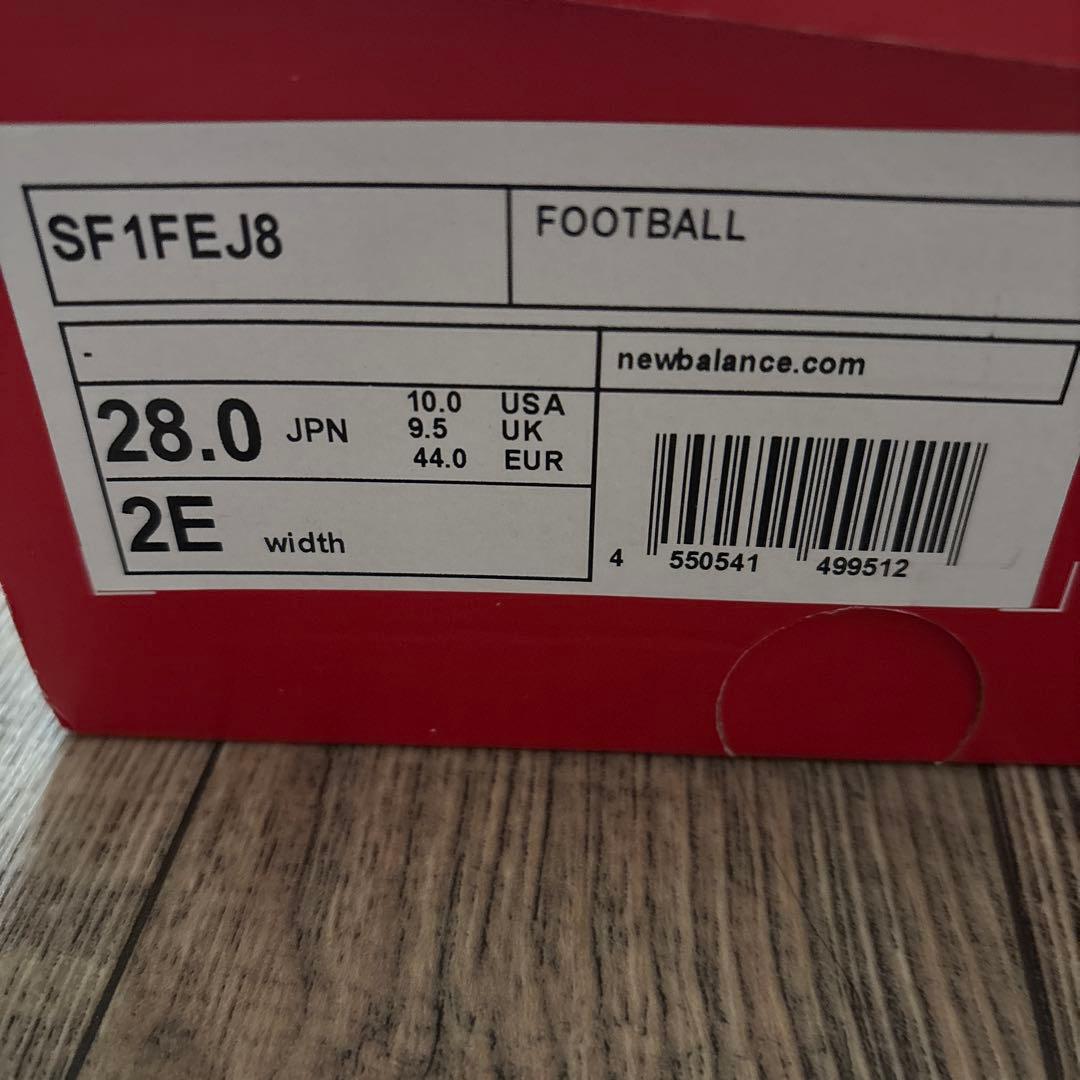 SF1FEJ8
FOOTBALL
-
newbalance.com
28.0 JPN
10.0 USA
9.5 UK
44.0 EUR
2E width
4 550541 499512